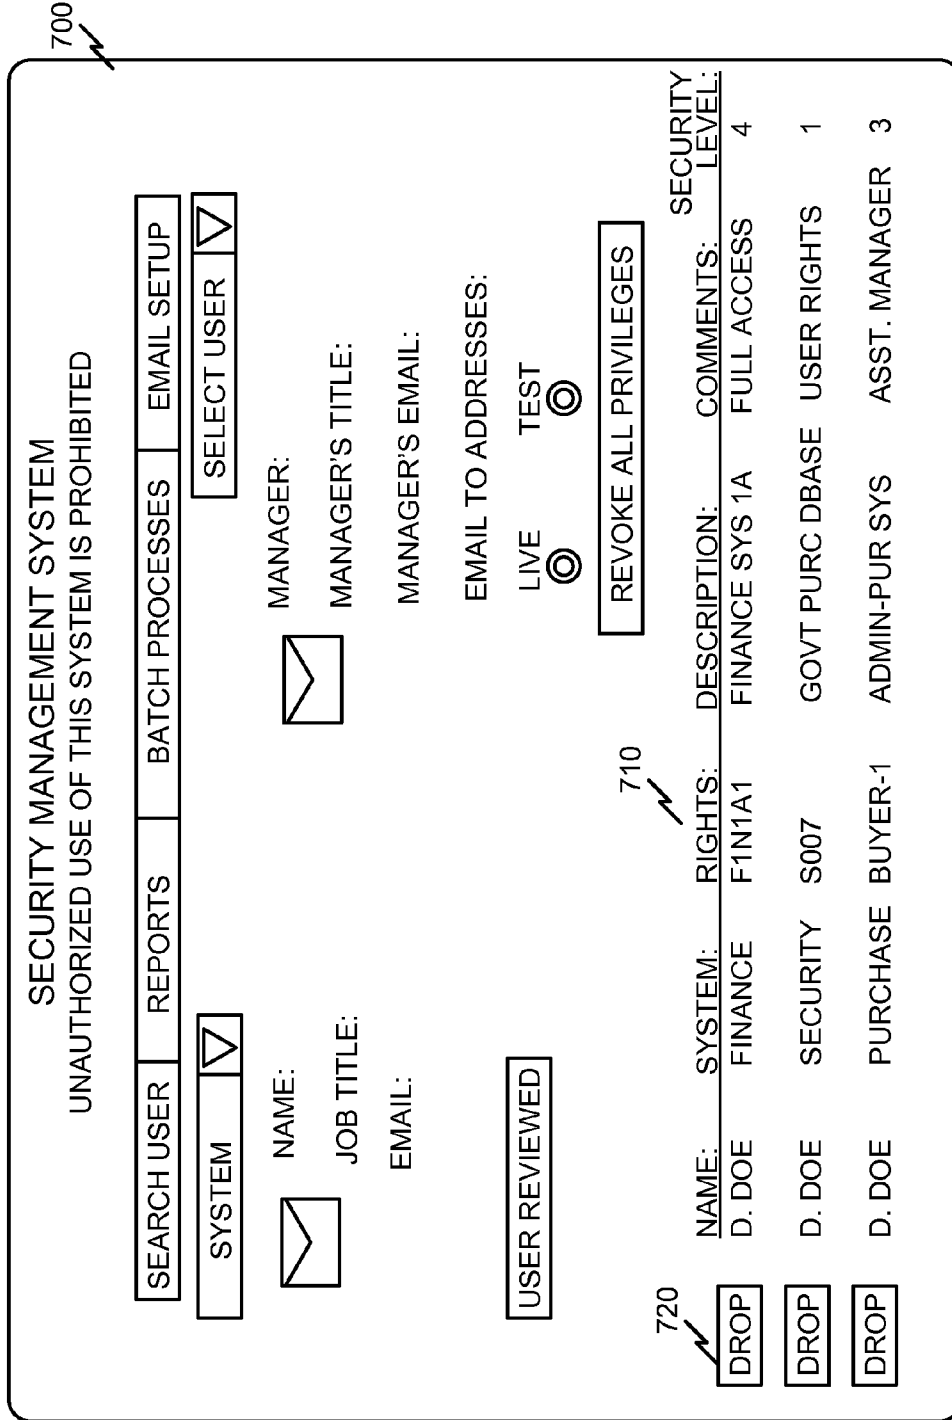 700
SECURITY MANAGEMENT SYSTEM
UNAUTHORIZED USE OF THIS SYSTEM IS PROHIBITED
SEARCH USER REPORTS BATCH PROCESSES EMAIL SETUP
SYSTEM SELECT USER
NAME: MANAGER:
JOB TITLE: MANAGER'S TITLE:
EMAIL: MANAGER'S EMAIL:
EMAIL TO ADDRESSES:
LIVE TEST
USER REVIEWED REVOKE ALL PRIVILEGES
710
720
NAME: SYSTEM: RIGHTS: DESCRIPTION: COMMENTS: SECURITY LEVEL:
DROP D. DOE FINANCE F1N1A1 FINANCE SYS 1A FULL ACCESS 4
DROP D. DOE SECURITY S007 GOVT PURC DBASE USER RIGHTS 1
DROP D. DOE PURCHASE BUYER-1 ADMIN-PUR SYS ASST. MANAGER 3